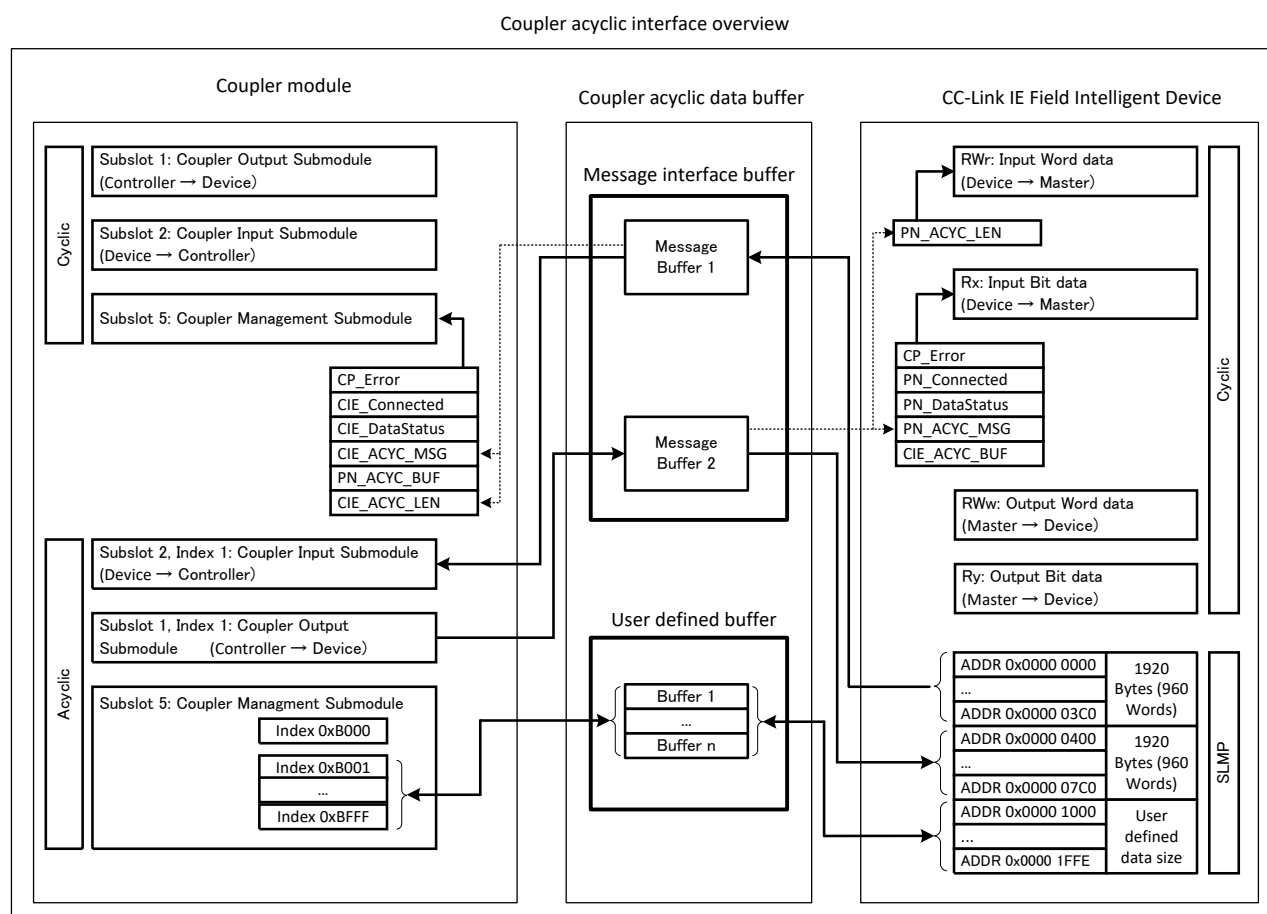 Coupler acyclic interface overview
Coupler module
Cyclic
Subslot 1: Coupler Output Submodule
(Controller → Device)
Subslot 2: Coupler Input Submodule
(Device → Controller)
Subslot 5: Coupler Management Submodule
CP_Error
CIE_Connected
CIE_DataStatus
CIE_ACYC_MSG
PN_ACYC_BUF
CIE_ACYC_LEN
Acyclic
Subslot 2, Index 1: Coupler Input Submodule
(Device → Controller)
Subslot 1, Index 1: Coupler Output
Submodule (Controller → Device)
Subslot 5: Coupler Managment Submodule
Index 0xB000
Index 0xB001
...
Index 0xBFFF
Coupler acyclic data buffer
Message interface buffer
Message
Buffer 1
Message
Buffer 2
User defined buffer
Buffer 1
...
Buffer n
CC-Link IE Field Intelligent Device
RWr: Input Word data
(Device → Master)
PN_ACYC_LEN
Rx: Input Bit data
(Device → Master)
CP_Error
PN_Connected
PN_DataStatus
PN_ACYC_MSG
CIE_ACYC_BUF
RWw: Output Word data
(Master → Device)
Ry: Output Bit data
(Master → Device)
Cyclic
ADDR 0x0000 0000
...
ADDR 0x0000 03C0
1920
Bytes (960
Words)
ADDR 0x0000 0400
...
ADDR 0x0000 07C0
1920
Bytes (960
Words)
ADDR 0x0000 1000
...
ADDR 0x0000 1FFE
User
defined
data size
SLMP